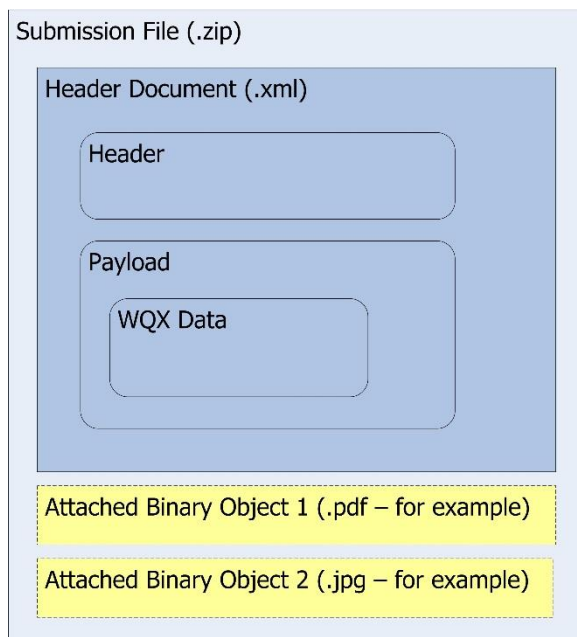 Submission File (.zip)
Header Document (.xml)
Header
Payload
WQX Data
Attached Binary Object 1 (.pdf – for example)
Attached Binary Object 2 (.jpg – for example)